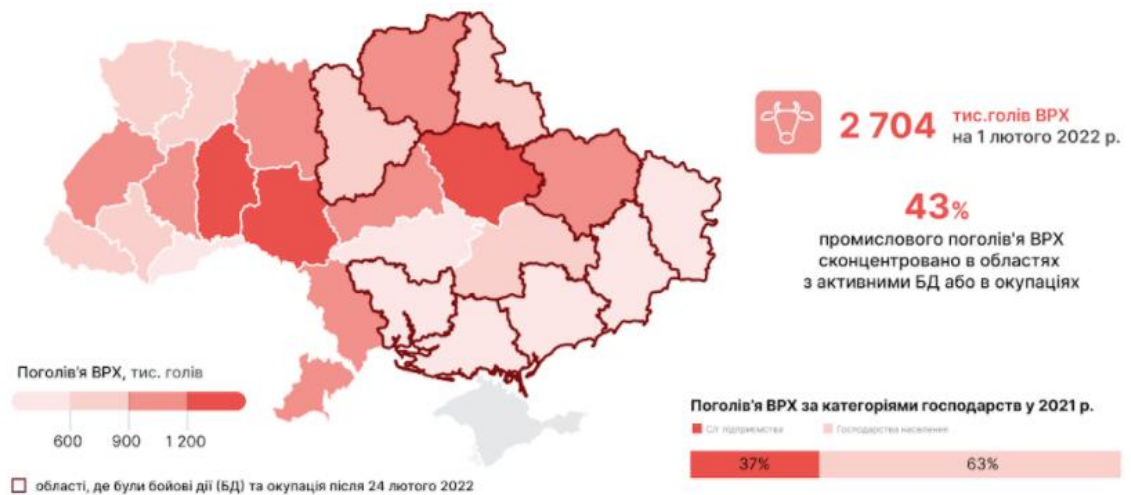 2 704
тис.голів ВРХ
на 1 лютого 2022 р.
43%
промислового поголів'я ВРХ
сконцентровано в областях
з активними БД або в окупаціях
Поголів'я ВРХ, тис. голів
600 900 1 200
області, де були бойові дії (БД) та окупація після 24 лютого 2022
Поголів'я ВРХ за категоріями господарств у 2021 р.
С/г підприємства Господарства населення
37% 63%